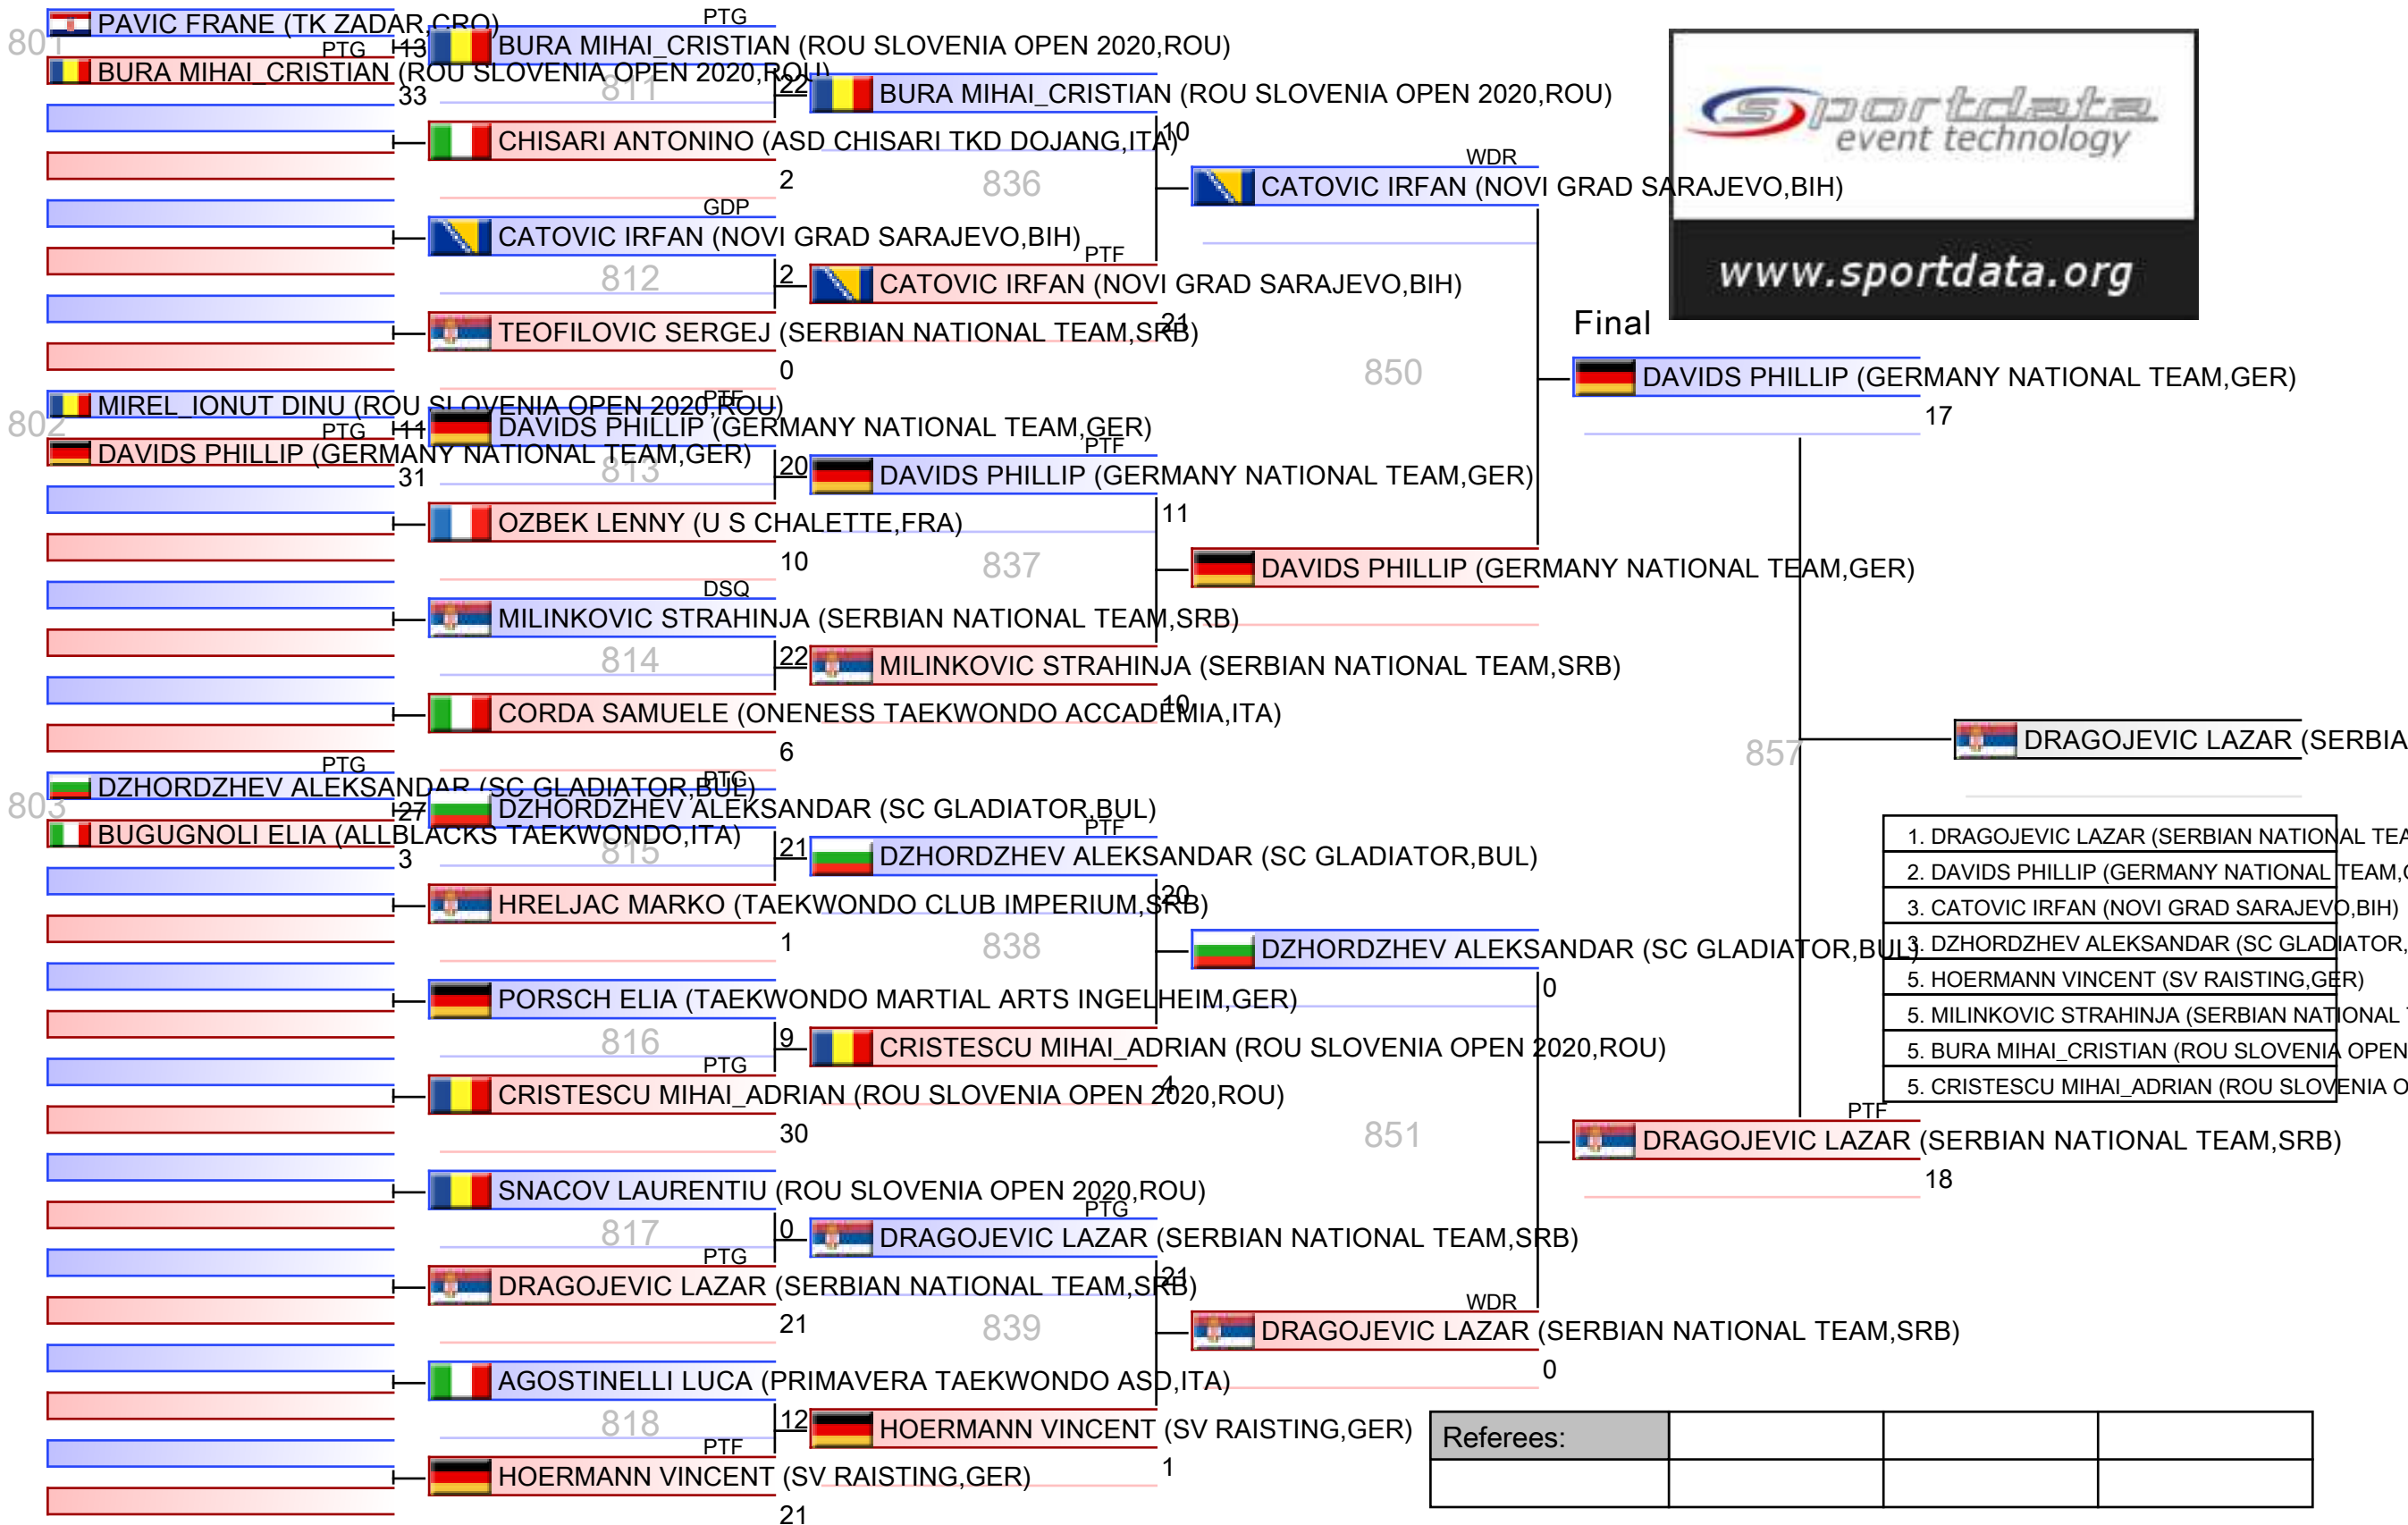 801
PAVIC FRANE (TK ZADAR,CRO)
PTG
13
BURA MIHAI_CRISTIAN (ROU SLOVENIA OPEN 2020,ROU)
33
802
MIREL_IONUT DINU (ROU SLOVENIA OPEN 2020,ROU)
PTG
11
DAVIDS PHILLIP (GERMANY NATIONAL TEAM,GER)
31
803
PTG
DZHORDZHEV ALEKSANDAR (SC GLADIATOR,BUL)
27
BUGUGNOLI ELIA (ALLBLACKS TAEKWONDO,ITA)
3
PTG
BURA MIHAI_CRISTIAN (ROU SLOVENIA OPEN 2020,ROU)
811
22
CHISARI ANTONINO (ASD CHISARI TKD DOJANG,ITA)
2
GDP
CATOVIC IRFAN (NOVI GRAD SARAJEVO,BIH)
812
2
TEOFILOVIC SERGEJ (SERBIAN NATIONAL TEAM,SRB)
0
PTF
DAVIDS PHILLIP (GERMANY NATIONAL TEAM,GER)
813
20
OZBEK LENNY (U S CHALETTE,FRA)
10
DSQ
MILINKOVIC STRAHINJA (SERBIAN NATIONAL TEAM,SRB)
814
22
CORDA SAMUELE (ONENESS TAEKWONDO ACCADEMIA,ITA)
6
PTG
DZHORDZHEV ALEKSANDAR (SC GLADIATOR,BUL)
815
21
HRELJAC MARKO (TAEKWONDO CLUB IMPERIUM,SRB)
1
PORSCH ELIA (TAEKWONDO MARTIAL ARTS INGELHEIM,GER)
816
9
PTG
CRISTESCU MIHAI_ADRIAN (ROU SLOVENIA OPEN 2020,ROU)
30
SNACOV LAURENTIU (ROU SLOVENIA OPEN 2020,ROU)
817
0
PTG
DRAGOJEVIC LAZAR (SERBIAN NATIONAL TEAM,SRB)
21
AGOSTINELLI LUCA (PRIMAVERA TAEKWONDO ASD,ITA)
818
12
PTF
HOERMANN VINCENT (SV RAISTING,GER)
21
BURA MIHAI_CRISTIAN (ROU SLOVENIA OPEN 2020,ROU)
10
836
PTF
CATOVIC IRFAN (NOVI GRAD SARAJEVO,BIH)
21
PTF
DAVIDS PHILLIP (GERMANY NATIONAL TEAM,GER)
11
837
MILINKOVIC STRAHINJA (SERBIAN NATIONAL TEAM,SRB)
10
PTF
DZHORDZHEV ALEKSANDAR (SC GLADIATOR,BUL)
20
838
CRISTESCU MIHAI_ADRIAN (ROU SLOVENIA OPEN 2020,ROU)
4
PTG
DRAGOJEVIC LAZAR (SERBIAN NATIONAL TEAM,SRB)
21
839
HOERMANN VINCENT (SV RAISTING,GER)
1
WDR
CATOVIC IRFAN (NOVI GRAD SARAJEVO,BIH)
850
DAVIDS PHILLIP (GERMANY NATIONAL TEAM,GER)
DZHORDZHEV ALEKSANDAR (SC GLADIATOR,BUL)
0
851
WDR
DRAGOJEVIC LAZAR (SERBIAN NATIONAL TEAM,SRB)
0
sportdata
event technology
www.sportdata.org
Final
DAVIDS PHILLIP (GERMANY NATIONAL TEAM,GER)
17
857
PTF
DRAGOJEVIC LAZAR (SERBIAN NATIONAL TEAM,SRB)
18
DRAGOJEVIC LAZAR (SERBIA
1. DRAGOJEVIC LAZAR (SERBIAN NATIONAL TEA
2. DAVIDS PHILLIP (GERMANY NATIONAL TEAM,G
3. CATOVIC IRFAN (NOVI GRAD SARAJEVO,BIH)
3. DZHORDZHEV ALEKSANDAR (SC GLADIATOR,
5. HOERMANN VINCENT (SV RAISTING,GER)
5. MILINKOVIC STRAHINJA (SERBIAN NATIONAL
5. BURA MIHAI_CRISTIAN (ROU SLOVENIA OPEN
5. CRISTESCU MIHAI_ADRIAN (ROU SLOVENIA O
Referees: